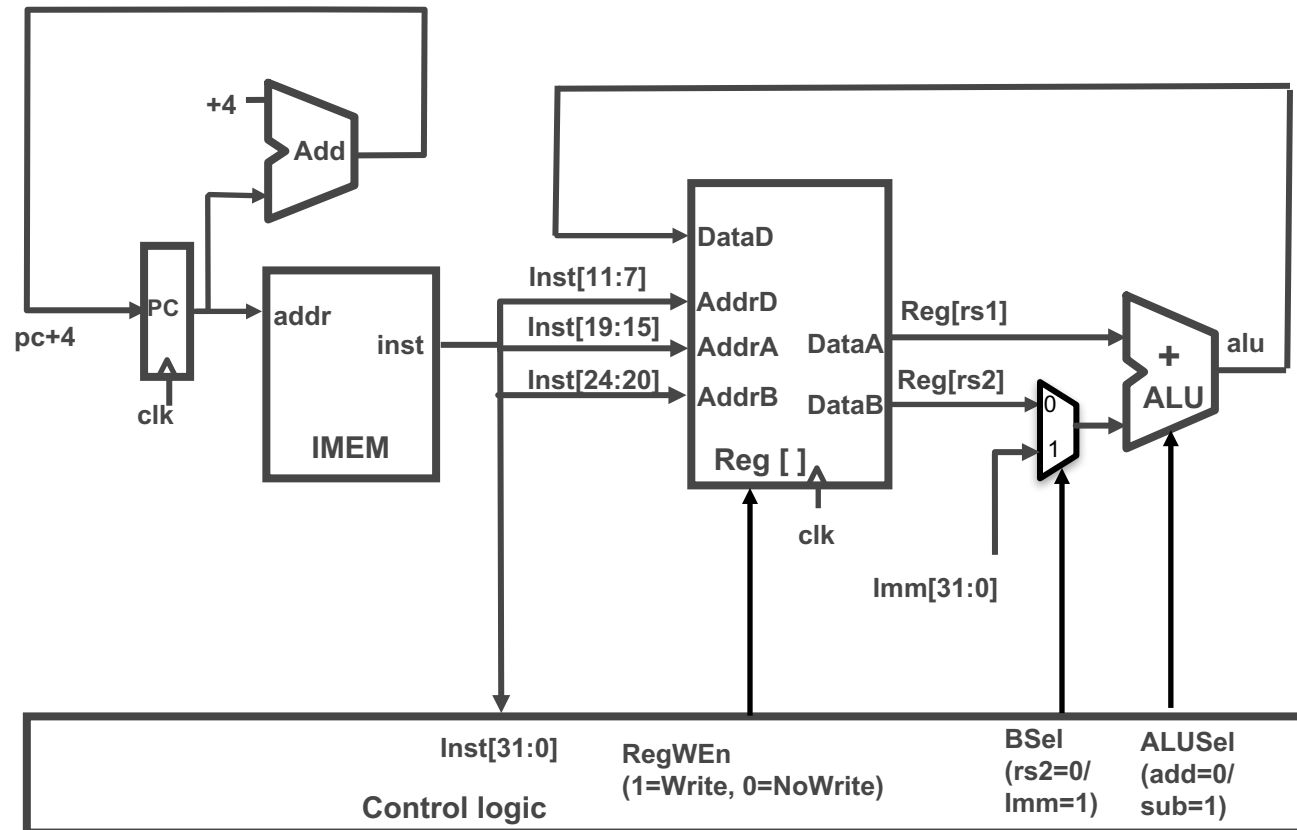 +4
Add
DataD
Inst[11:7]
PC
addr
AddrD
Reg[rs1]
pc+4
inst
Inst[19:15]
AddrA
DataA
+
alu
Inst[24:20]
AddrB
DataB
Reg[rs2]
0
ALU
clk
IMEM
Reg [ ]
1
clk
Imm[31:0]
Inst[31:0]
RegWEn
(1=Write, 0=NoWrite)
BSel
(rs2=0/
Imm=1)
ALUSel
(add=0/
sub=1)
Control logic